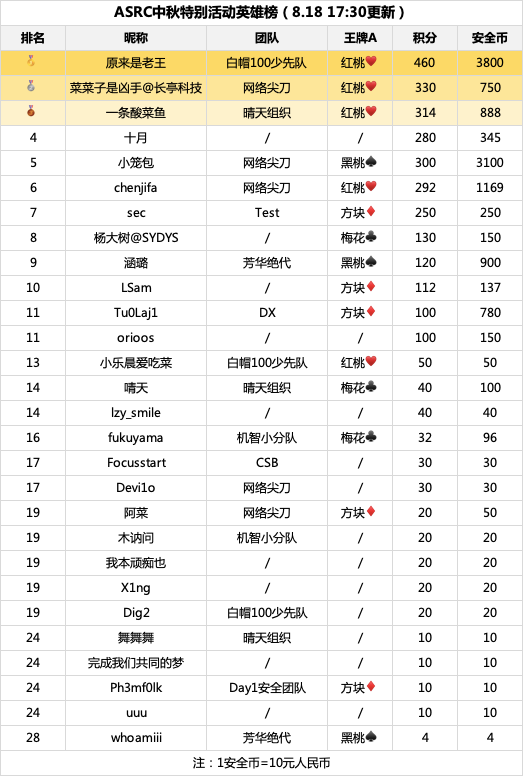 ASRC中秋特别活动英雄榜（8.18 17:30更新）
排名 昵称 团队 王牌A 积分 安全币
🥇 原来是老王 白帽100少先队 红桃♥ 460 3800
🥈 菜菜子是凶手@长亭科技 网络尖刀 红桃♥ 330 750
🥉 一条酸菜鱼 晴天组织 红桃♥ 314 888
4 十月 / / 280 345
5 小笼包 网络尖刀 黑桃♠ 300 3100
6 chenjifa 网络尖刀 红桃♥ 292 1169
7 sec Test 方块♦ 250 250
8 杨大树@SYDYS / 梅花♣ 130 150
9 涵璐 芳华绝代 黑桃♠ 120 900
10 LSam / 方块♦ 112 137
11 Tu0Laj1 DX 方块♦ 100 780
11 orioos / / 100 150
13 小乐晨爱吃菜 白帽100少先队 红桃♥ 50 50
14 晴天 晴天组织 梅花♣ 40 100
14 lzy_smile / / 40 40
16 fukuyama 机智小分队 梅花♣ 32 96
17 Focusstart CSB / 30 30
17 Devi1o 网络尖刀 / 30 30
19 阿菜 网络尖刀 方块♦ 20 50
19 木讷问 机智小分队 / 20 20
19 我本顽痴也 / / 20 20
19 X1ng / / 20 20
19 Dig2 白帽100少先队 / 20 20
24 舞舞舞 晴天组织 / 10 10
24 完成我们共同的梦 / / 10 10
24 Ph3mf0lk Day1安全团队 方块♦ 10 10
24 uuu / / 10 10
28 whoamiii 芳华绝代 黑桃♠ 4 4
注：1安全币=10元人民币